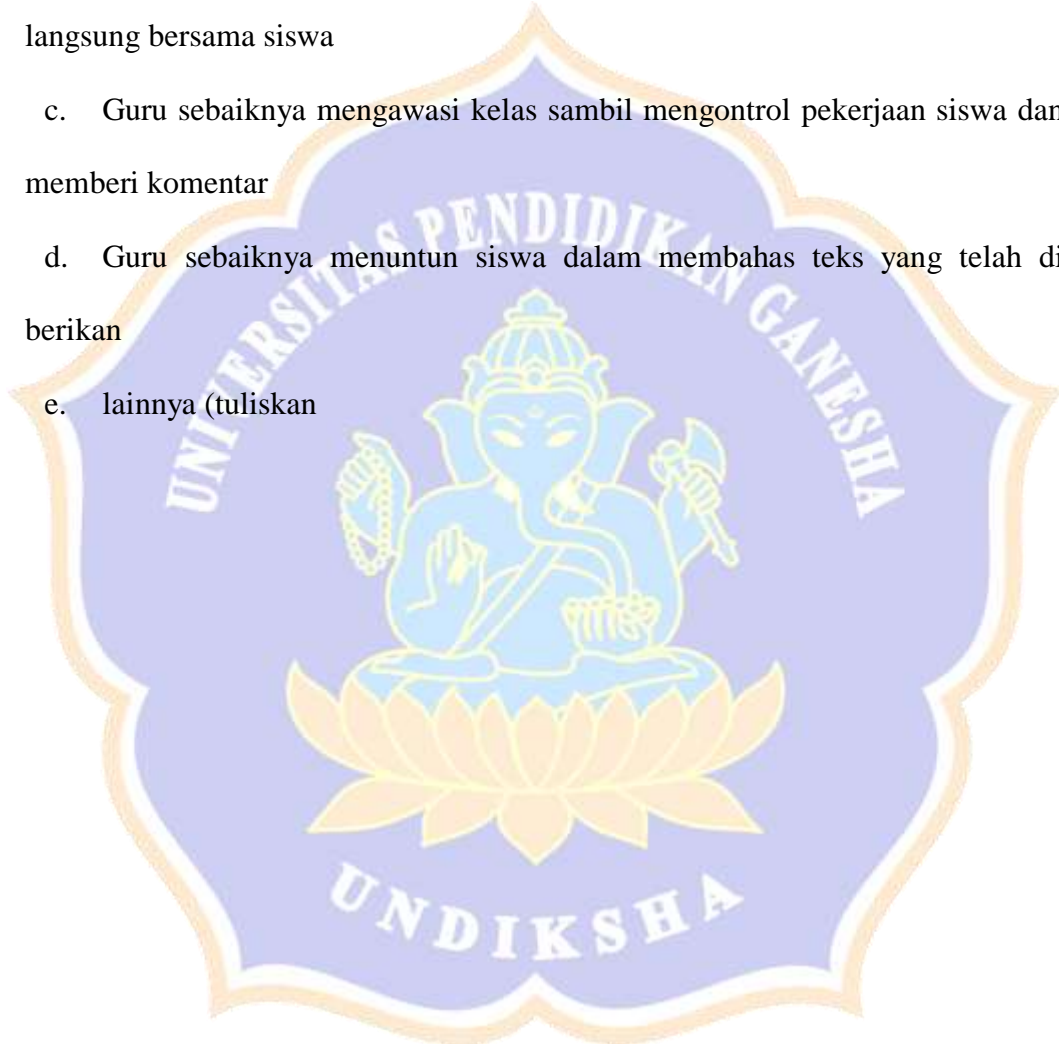 langsung bersama siswa
c. Guru sebaiknya mengawasi kelas sambil mengontrol pekerjaan siswa dan
memberi komentar
d. Guru sebaiknya menuntun siswa dalam membahas teks yang telah di
berikan
e. lainnya (tuliskan
UNIVERSITAS PENDIDIKAN GANESHA
UNDIKSHA